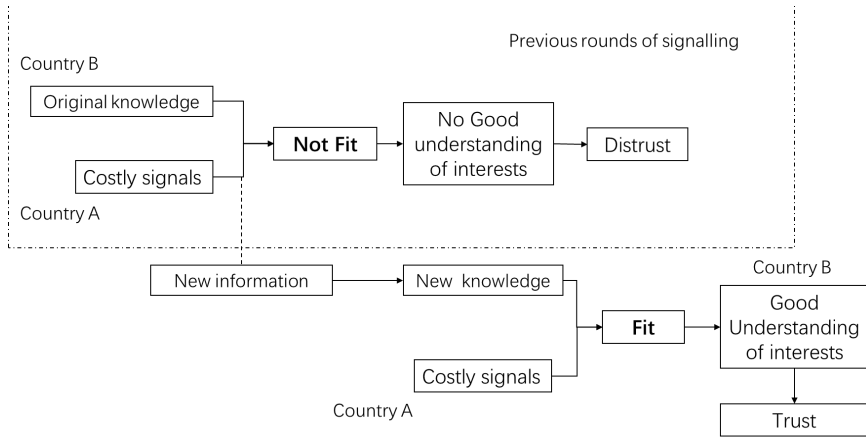 Previous rounds of signalling
Country B
Original knowledge
Not Fit
No Good
understanding
of interests
Distrust
Costly signals
Country A
New information
New knowledge
Country B
Good
Understanding
of interests
Fit
Costly signals
Country A
Trust